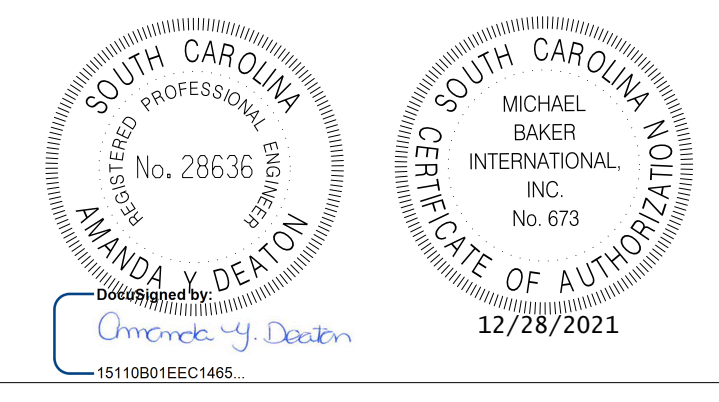 SOUTH CAROLINA
REGISTERED PROFESSIONAL ENGINEER
No. 28636
AMANDA Y DEATON
DocuSigned by:
Amanda Y. Deaton
15110B01EEC1465...
SOUTH CAROLINA
CERTIFICATE OF AUTHORIZATION
MICHAEL
BAKER
INTERNATIONAL,
INC.
No. 673
12/28/2021